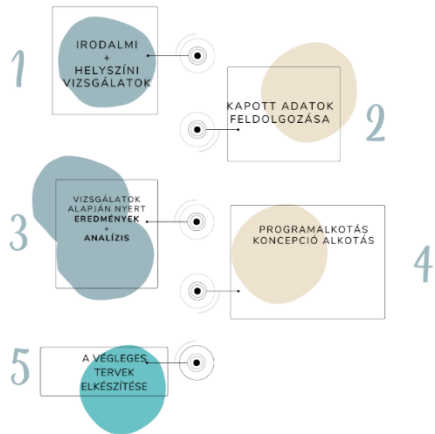 1
IRODALMI
+
HELYSZÍNI
VIZSGÁLATOK
KAPOTT ADATOK
FELDOLGOZÁSA
2
3
VIZSGÁLATOK
ALAPJÁN NYERT
EREDMÉNYEK
+
ANALÍZIS
PROGRAMALKOTÁS
KONCEPCIÓ ALKOTÁS
4
5
A VÉGLEGES
TERVEK
ELKÉSZÍTÉSE